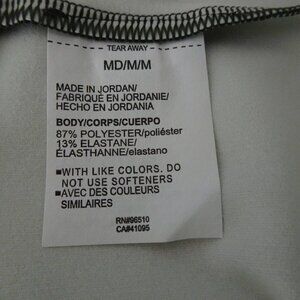 TEAR AWAY
MD/M/M
MADE IN JORDAN/
FABRIQUÉ EN JORDANIE/
HECHO EN JORDANIA
BODY/CORPS/CUERPO
87% POLYESTER/poliéster
13% ELASTANE/
ÉLASTHANNE/elastano
▪WITH LIKE COLORS. DO
NOT USE SOFTENERS
▪AVEC DES COULEURS
SIMILAIRES
RN#96510
CA#41095